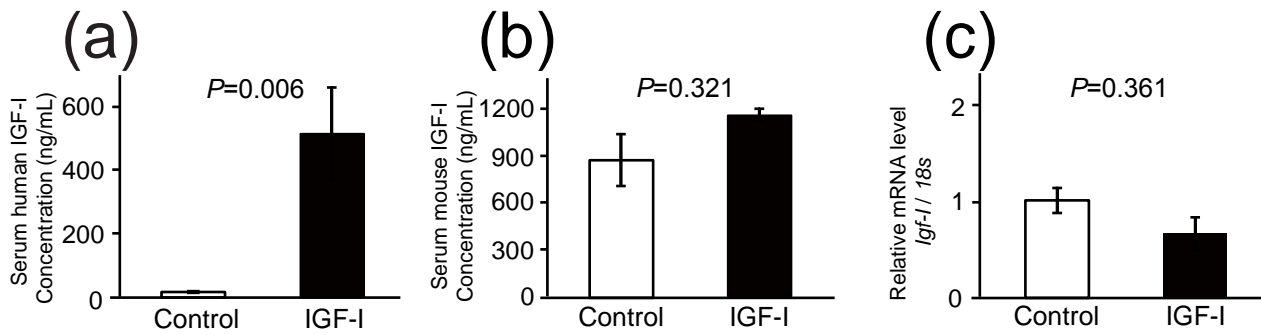 (a)
Serum human IGF-I
Concentration (ng/mL)
600
400
200
0
P=0.006
Control
IGF-I
(b)
Serum mouse IGF-I
Concentration (ng/mL)
1200
900
600
300
0
P=0.321
Control
IGF-I
(c)
Relative mRNA level
Igf-I / 18s
2
1
0
P=0.361
Control
IGF-I